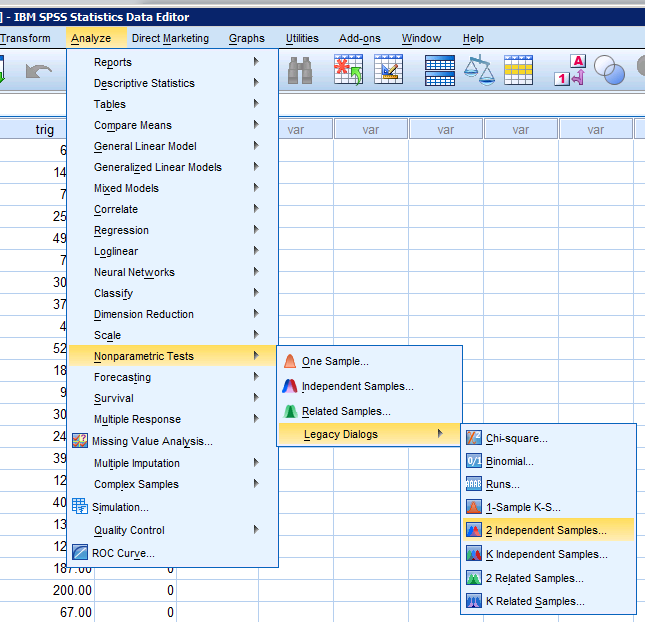 ] - IBM SPSS Statistics Data Editor
Transform Analyze Direct Marketing Graphs Utilities Add-ons Window Help
A
1
trig var var var var var
Reports
Descriptive Statistics
Tables
Compare Means
General Linear Model
Generalized Linear Models
Mixed Models
Correlate
Regression
Loglinear
Neural Networks
Classify
Dimension Reduction
Scale
Nonparametric Tests
Forecasting
Survival
Multiple Response
Missing Value Analysis...
Multiple Imputation
Complex Samples
Simulation...
Quality Control
ROC Curve...
One Sample...
Independent Samples...
Related Samples...
Legacy Dialogs
Chi-square...
0/1 Binomial...
AABB Runs...
1-Sample K-S...
2 Independent Samples...
K Independent Samples...
2 Related Samples...
K Related Samples...
6
14
7
25
49
7
30
37
4
52
18
9
30
24
39
12
40
13
12
187.00 0
200.00 0
67.00 0